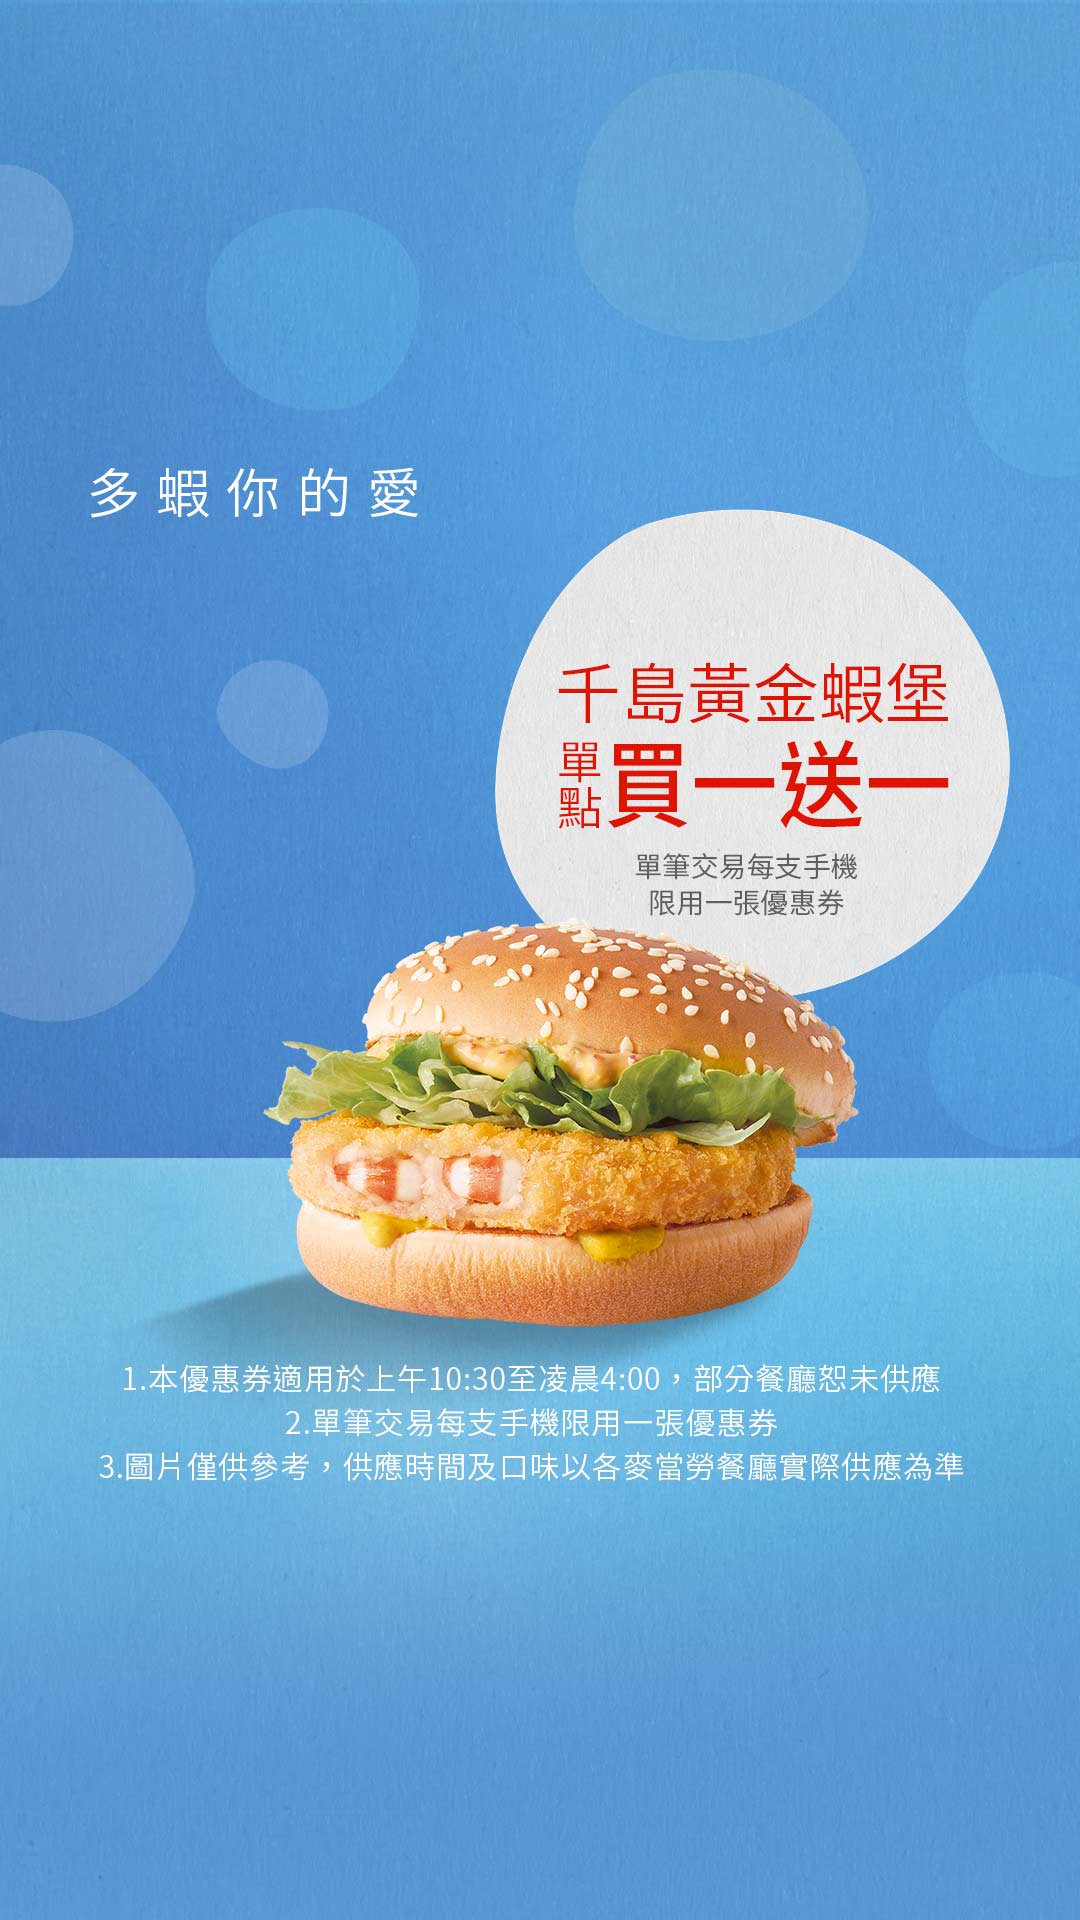 多蝦你的愛
千島黃金蝦堡
單點買一送一
單筆交易每支手機
限用一張優惠券
1.本優惠券適用於上午10:30至凌晨4:00，部分餐廳恕未供應
2.單筆交易每支手機限用一張優惠券
3.圖片僅供參考，供應時間及口味以各麥當勞餐廳實際供應為準